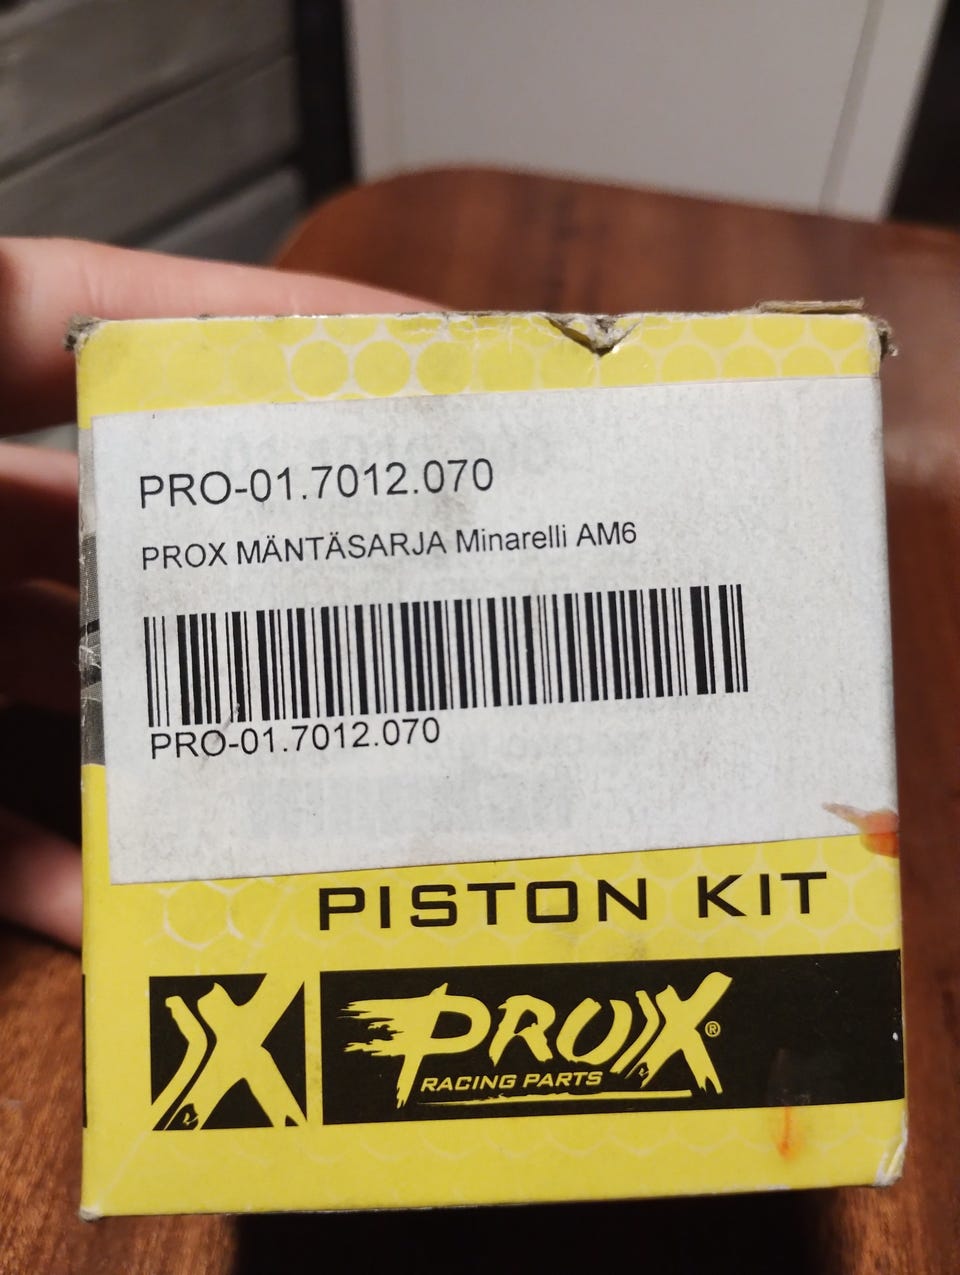 PRO-01.7012.070
PROX MÄNTÄSARJA Minarelli AM6
PRO-01.7012.070
PISTON KIT
PROX®
RACING PARTS